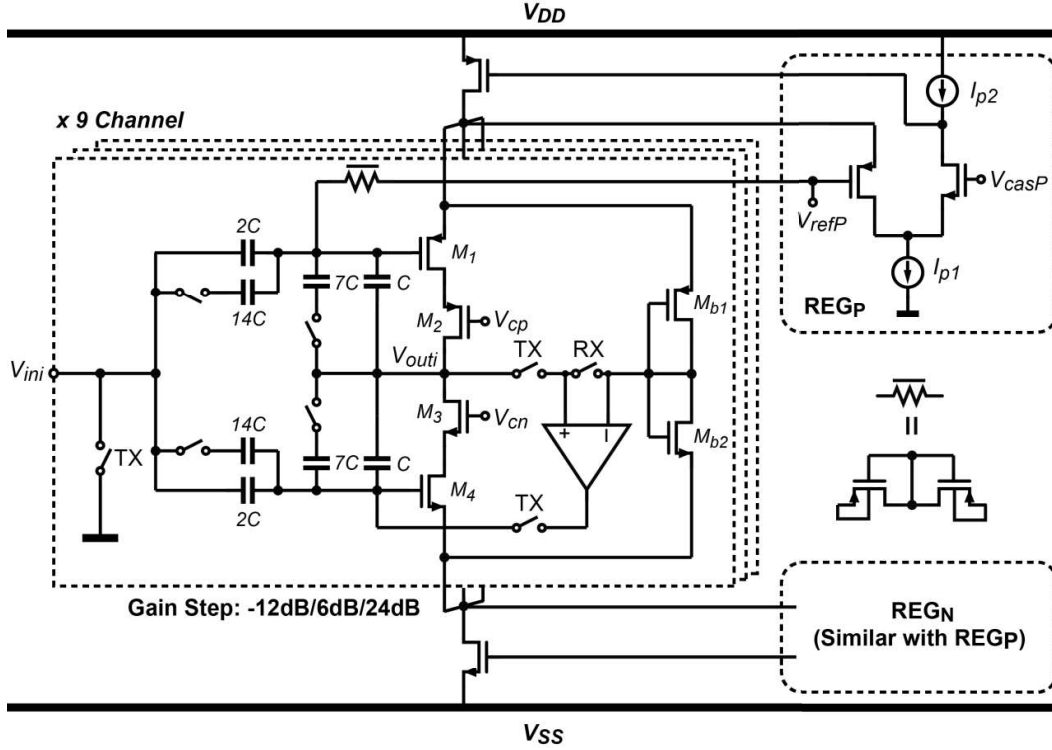 VDD
Ip2
x 9 Channel
VcasP
2C
VrefP
M1
7C
C
Ip1
14C
Mb1
REGP
M2
Vcp
Vouti
TX
RX
Vini
M3
Vcn
+
−
Mb2
14C
TX
7C
C
M4
TX
2C
Gain Step: -12dB/6dB/24dB
REGN
(Similar with REGP)
VSS